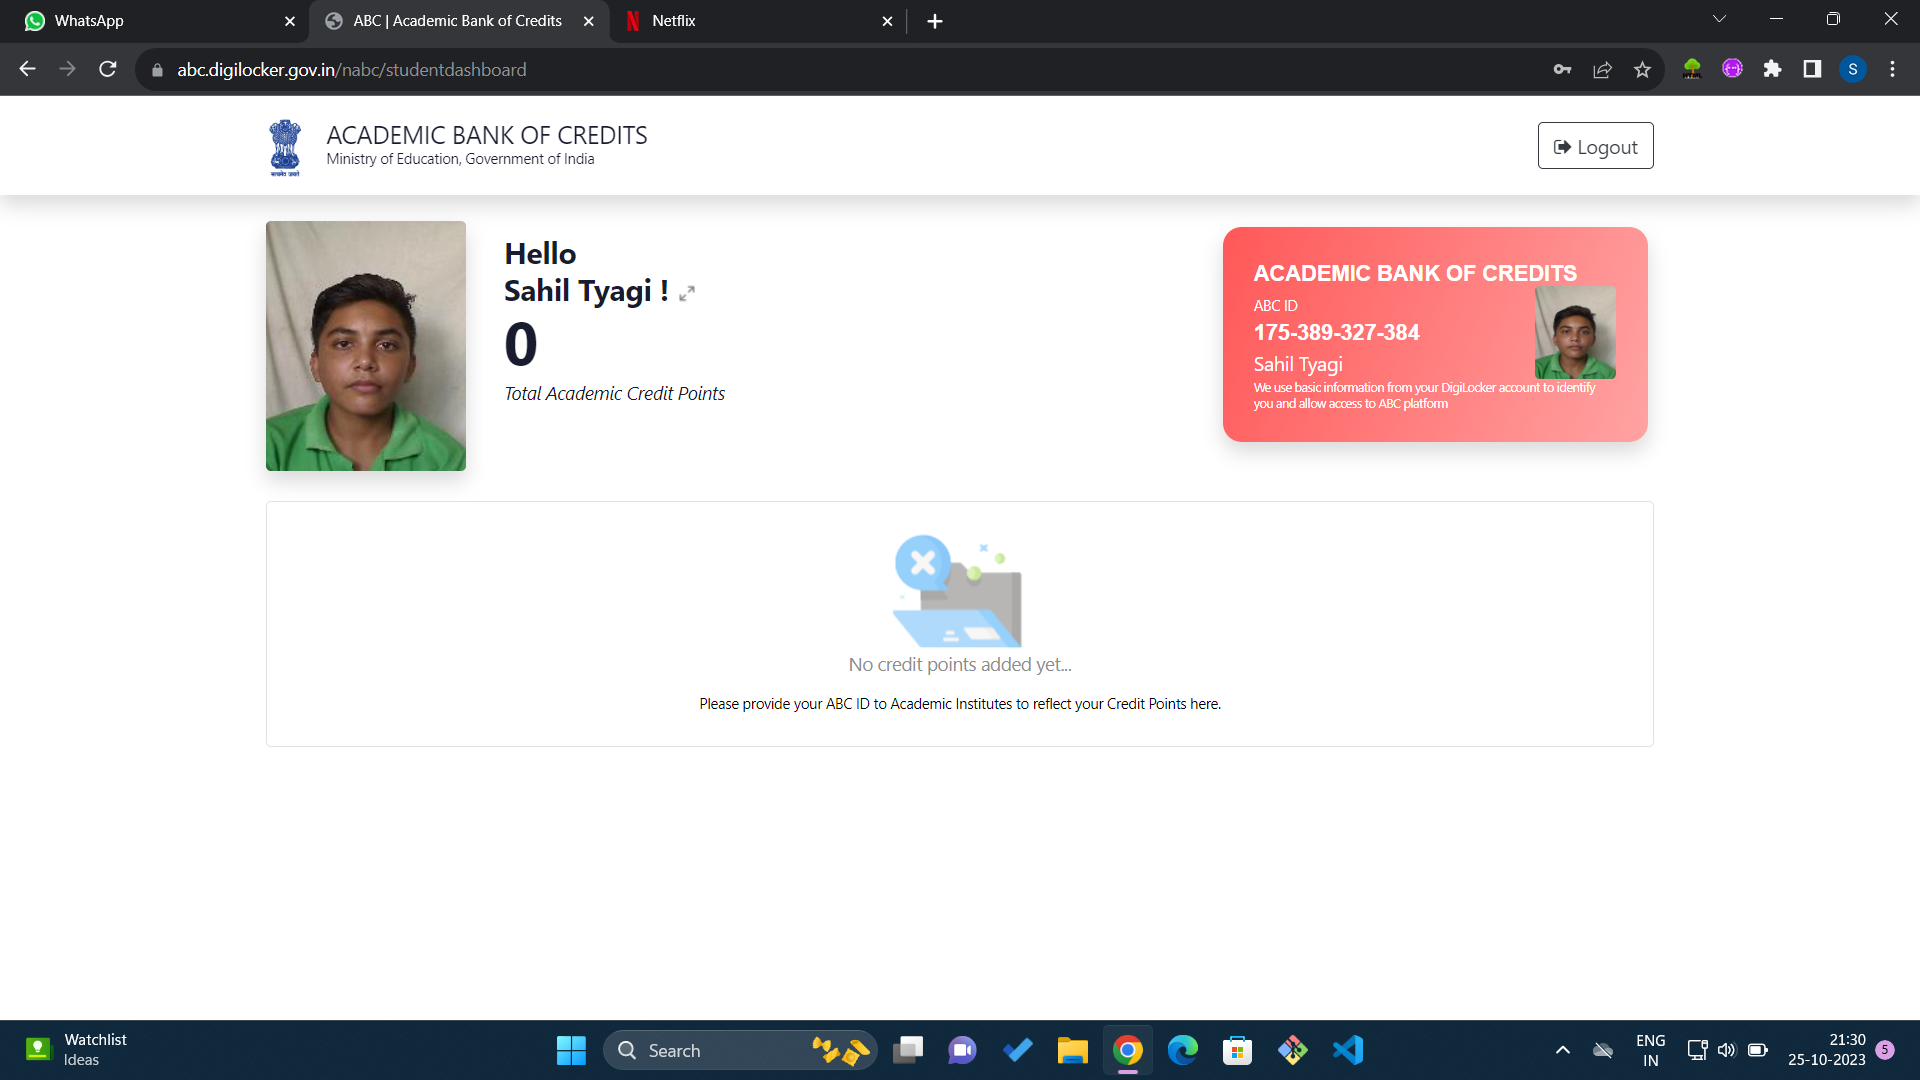 WhatsApp
ABC | Academic Bank of Credits
Netflix
abc.digilocker.gov.in/nabc/studentdashboard
S
ACADEMIC BANK OF CREDITS
Ministry of Education, Government of India
सत्यमेव जयते
Logout
Hello
Sahil Tyagi !
0
Total Academic Credit Points
ACADEMIC BANK OF CREDITS
ABC ID
175-389-327-384
Sahil Tyagi
We use basic information from your DigiLocker account to identify
you and allow access to ABC platform
No credit points added yet...
Please provide your ABC ID to Academic Institutes to reflect your Credit Points here.
Watchlist
Ideas
Search
ENG
IN
21:30
25-10-2023
5